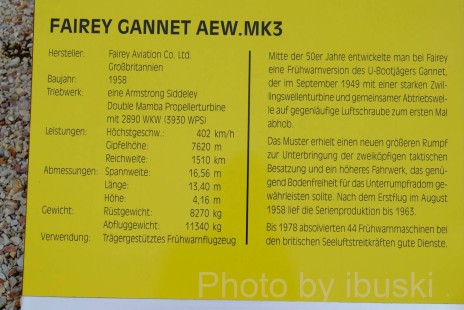 FAIREY GANNET AEW.MK3
Hersteller: Fairey Aviation Co. Ltd.
Großbritannien
Baujahr: 1958
Triebwerk: eine Armstrong Siddeley
Double Mamba Propellerturbine
mit 2890 WKW (3930 WPS)
Leistungen: Höchstgeschw.: 402 km/h
Gipfelhöhe: 7620 m
Reichweite: 1510 km
Abmessungen: Spannweite: 16,56 m
Länge: 13,40 m
Höhe: 4,16 m
Gewicht: Rüstgewicht: 8270 kg
Abfluggewicht: 11340 kg
Verwendung: Trägergestütztes Frühwarnflugzeug
Mitte der 50er Jahre entwickelte man bei Fairey
eine Frühwarnversion des U-Bootjägers Gannet,
der im September 1949 mit einer starken Zwil-
lingswellenturbine und gemeinsamer Abtriebswel-
le auf gegenläufige Luftschraube zum ersten Mal
abhob.
Das Muster erhielt einen neuen größeren Rumpf
zur Unterbringung der zweiköpfigen taktischen
Besatzung und ein höheres Fahrwerk, das genü-
gend Bodenfreiheit für das Unterrumpfradom ge-
währleisten sollte. Nach dem Erstflug im August
1958 lief die Serienproduktion bis 1963.
Bis 1978 absolvierten 44 Frühwarnmaschinen bei
den britischen Seeluftstreitkräften gute Dienste.
Photo by ibuski